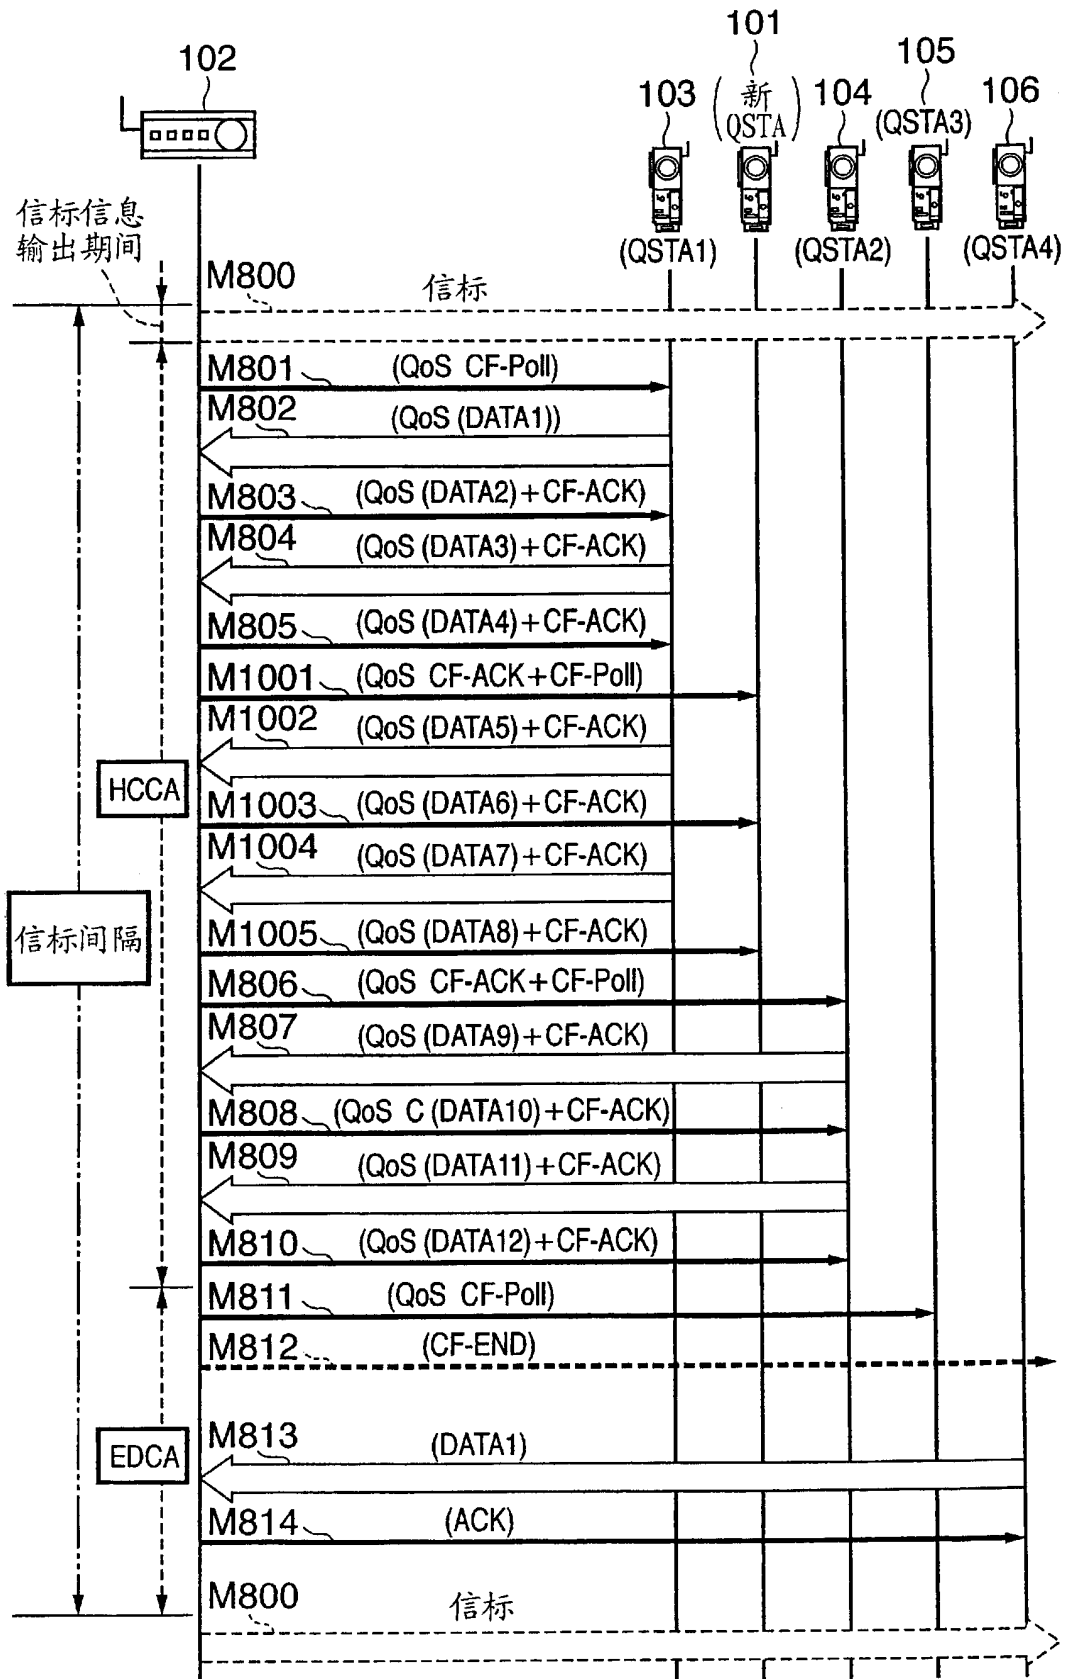 102
103
101
(新
QSTA)
104
105
(QSTA3)
106
(QSTA1)
(QSTA2)
(QSTA4)
信标信息
输出期间
M800 信标
M801 (QoS CF-Poll)
M802 (QoS (DATA1))
M803 (QoS (DATA2)+CF-ACK)
M804 (QoS (DATA3)+CF-ACK)
M805 (QoS (DATA4)+CF-ACK)
M1001 (QoS CF-ACK+CF-Poll)
M1002 (QoS (DATA5)+CF-ACK)
HCCA
M1003 (QoS (DATA6)+CF-ACK)
M1004 (QoS (DATA7)+CF-ACK)
信标间隔
M1005 (QoS (DATA8)+CF-ACK)
M806 (QoS CF-ACK+CF-Poll)
M807 (QoS (DATA9)+CF-ACK)
M808 (QoS C (DATA10)+CF-ACK)
M809 (QoS (DATA11)+CF-ACK)
M810 (QoS (DATA12)+CF-ACK)
M811 (QoS CF-Poll)
M812 (CF-END)
M813 (DATA1)
EDCA
M814 (ACK)
M800 信标